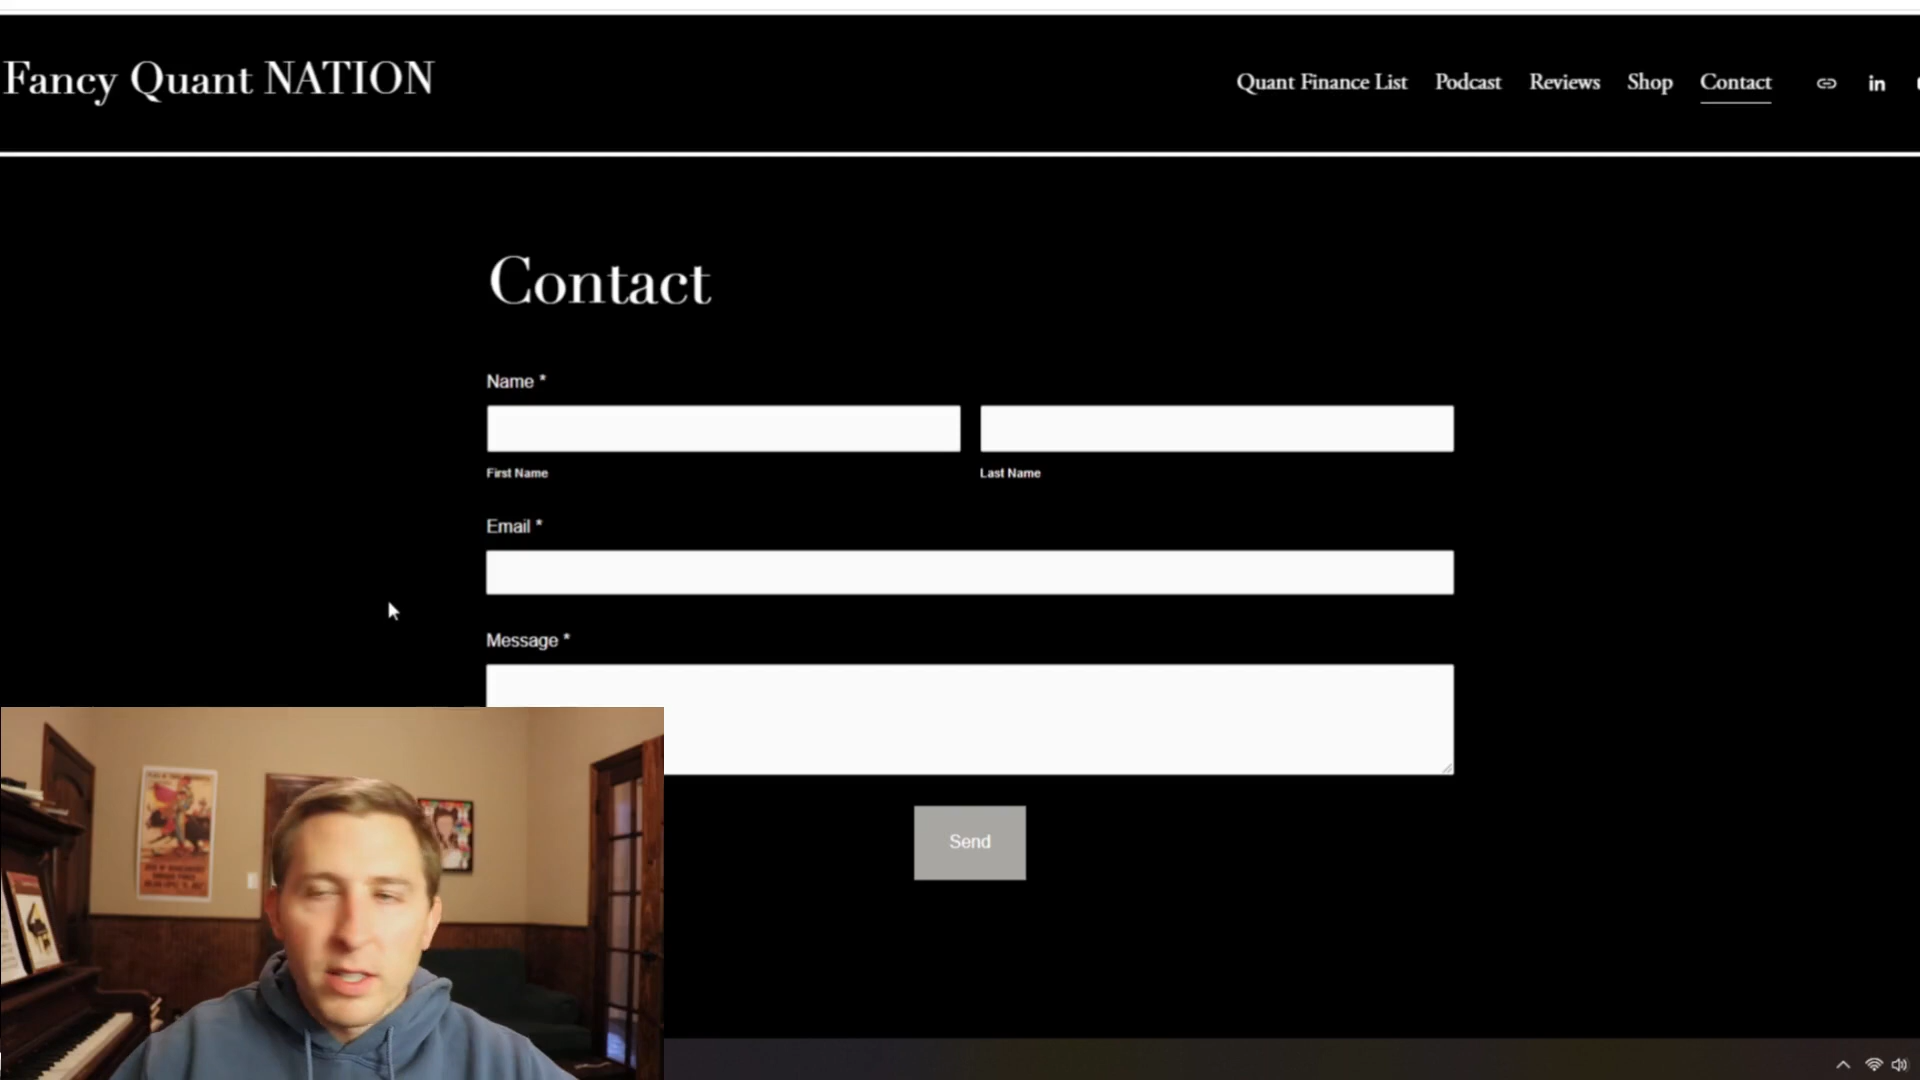 Fancy Quant NATION
Quant Finance List Podcast Reviews Shop Contact in
Contact
Name *
First Name Last Name
Email *
Message *
Send